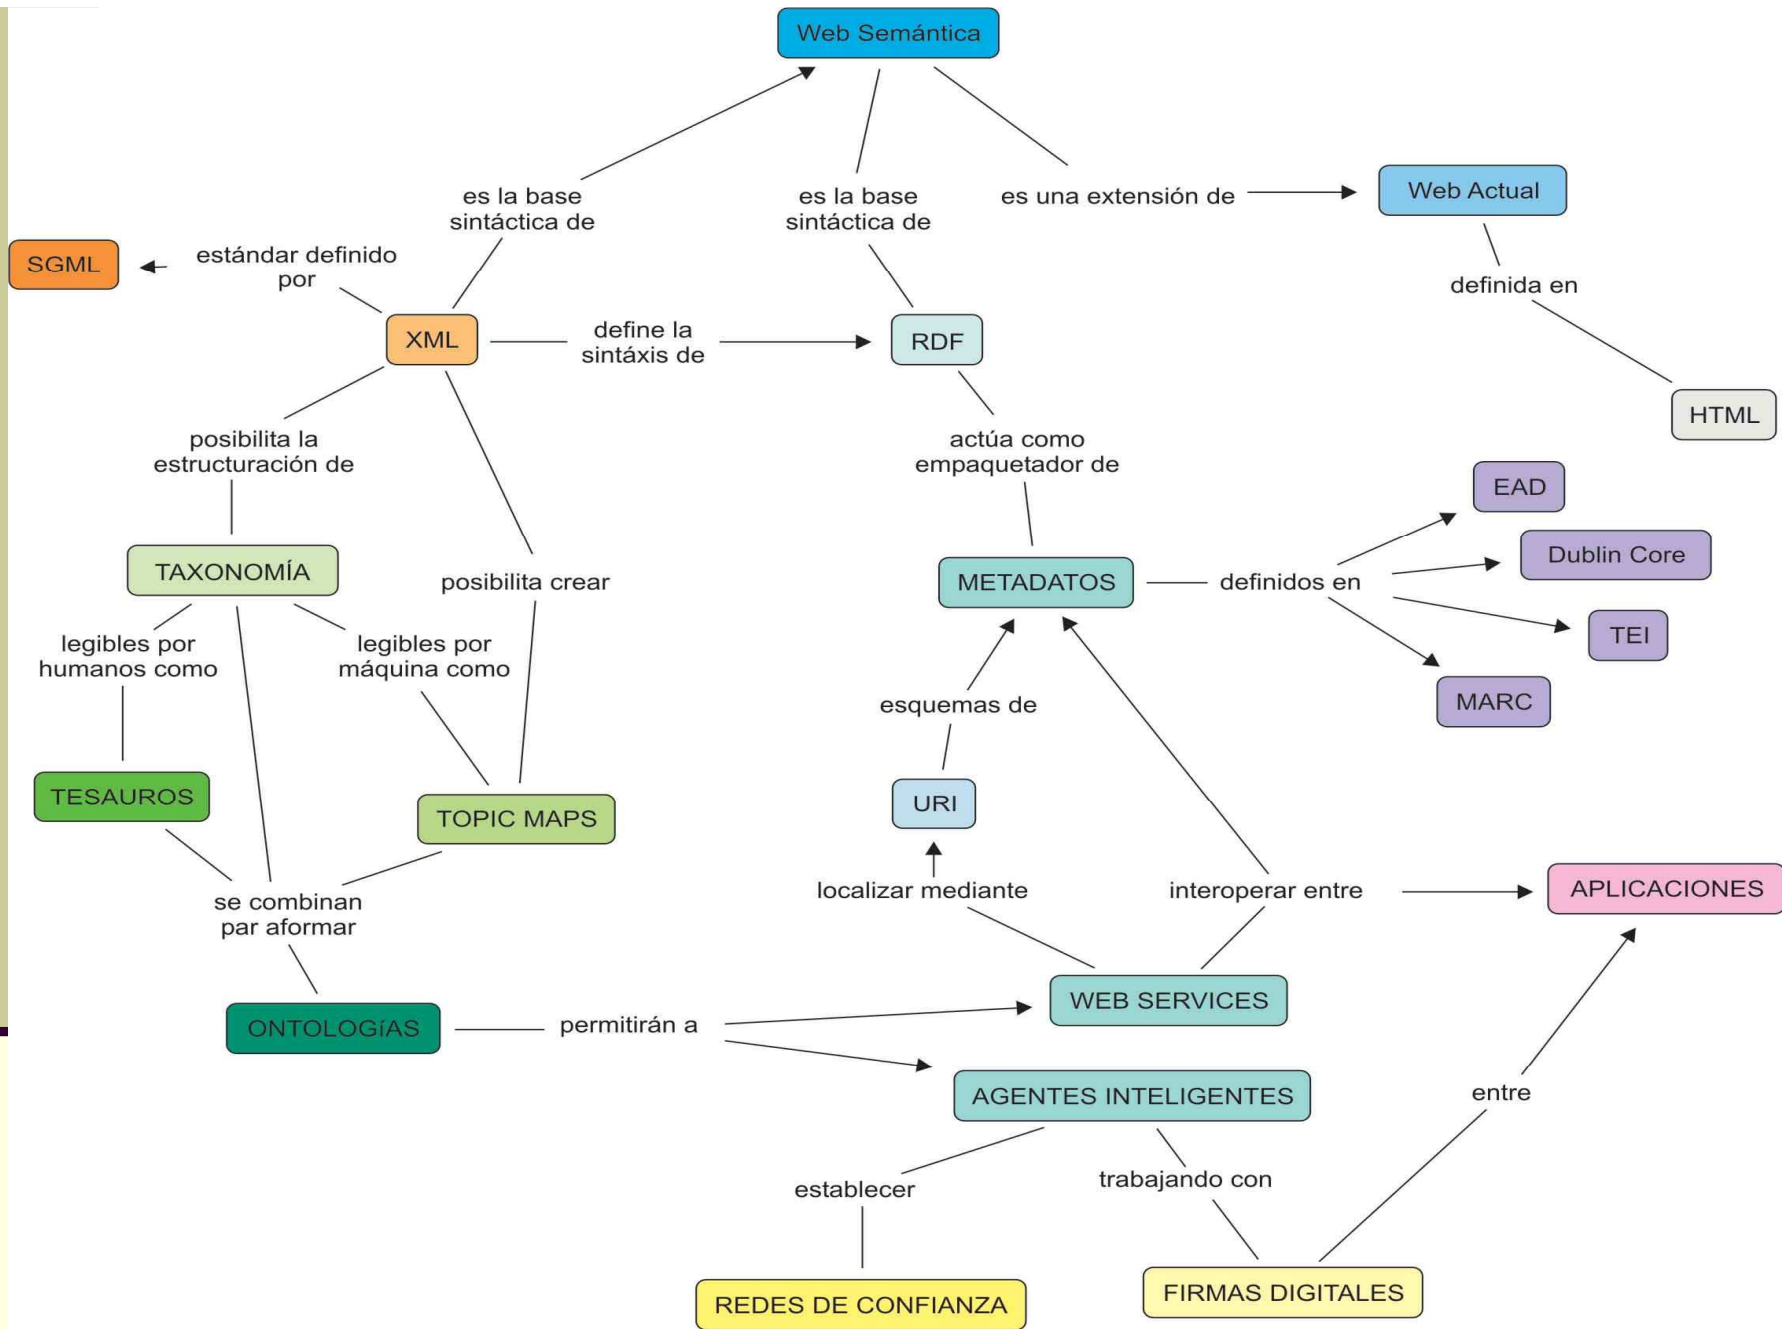 Web Semántica
es la base
sintáctica de
es la base
sintáctica de
es una extensión de
Web Actual
SGML
estándar definido
por
definida en
XML
define la
sintáxis de
RDF
HTML
posibilita la
estructuración de
actúa como
empaquetador de
EAD
Dublin Core
TAXONOMÍA
posibilita crear
METADATOS
definidos en
TEI
legibles por
humanos como
legibles por
máquina como
MARC
esquemas de
TESAUROS
TOPIC MAPS
URI
se combinan
par aformar
localizar mediante
interoperar entre
APLICACIONES
ONTOLOGíAS
permitirán a
WEB SERVICES
AGENTES INTELIGENTES
entre
establecer
trabajando con
REDES DE CONFIANZA
FIRMAS DIGITALES